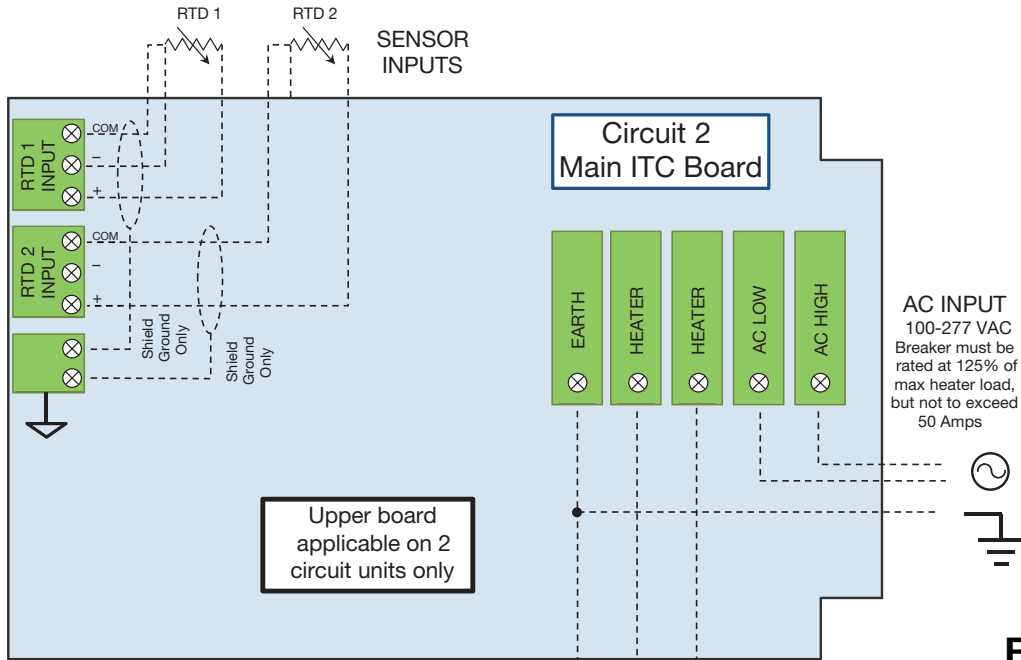 RTD 1
RTD 2
SENSOR
INPUTS
RTD 1
INPUT
COM
–
+
RTD 2
INPUT
COM
–
+
Shield
Ground
Only
Shield
Ground
Only
Circuit 2
Main ITC Board
EARTH
HEATER
HEATER
AC LOW
AC HIGH
AC INPUT
100-277 VAC
Breaker must be
rated at 125% of
max heater load,
but not to exceed
50 Amps
Upper board
applicable on 2
circuit units only